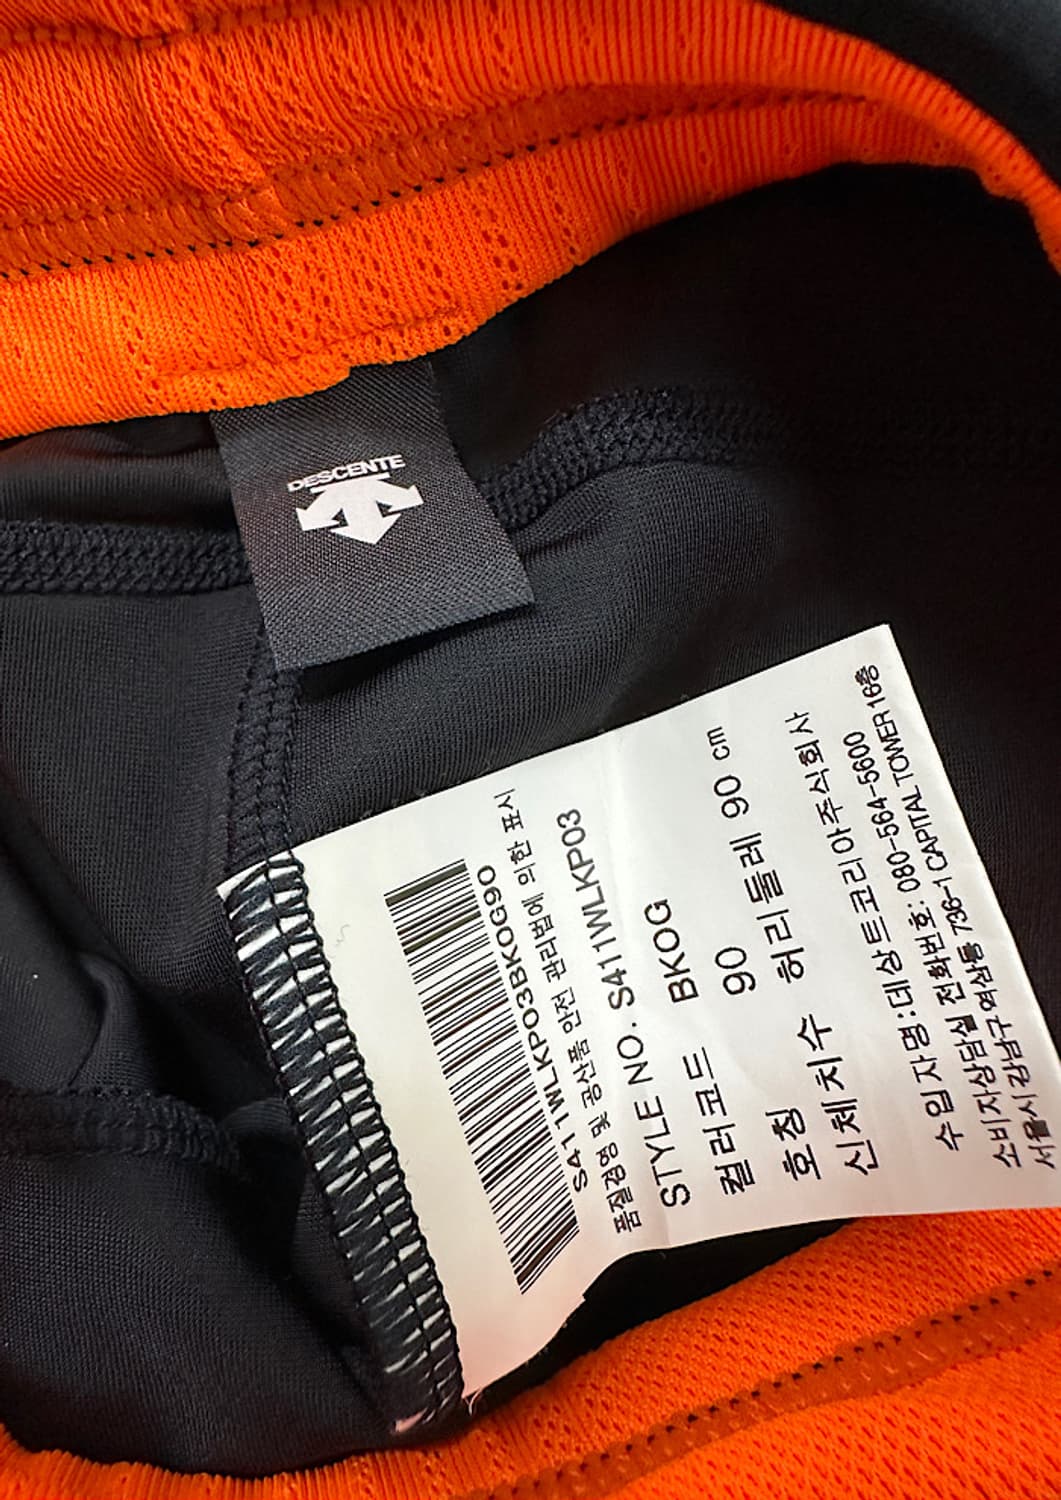 DESCENTE
S411WLKP03BKOG90
품질경영 및 공산품 안전 관리법에 의한 표시
STYLE NO. S411WLKP03
컬러코드 BKOG
호칭 90
신체치수 허리둘레 90 cm
수입자명:데상트코리아주식회사
소비자상담실 전화번호: 080-564-5600
서울시 강남구 역삼동 736-1 CAPITAL TOWER 16층